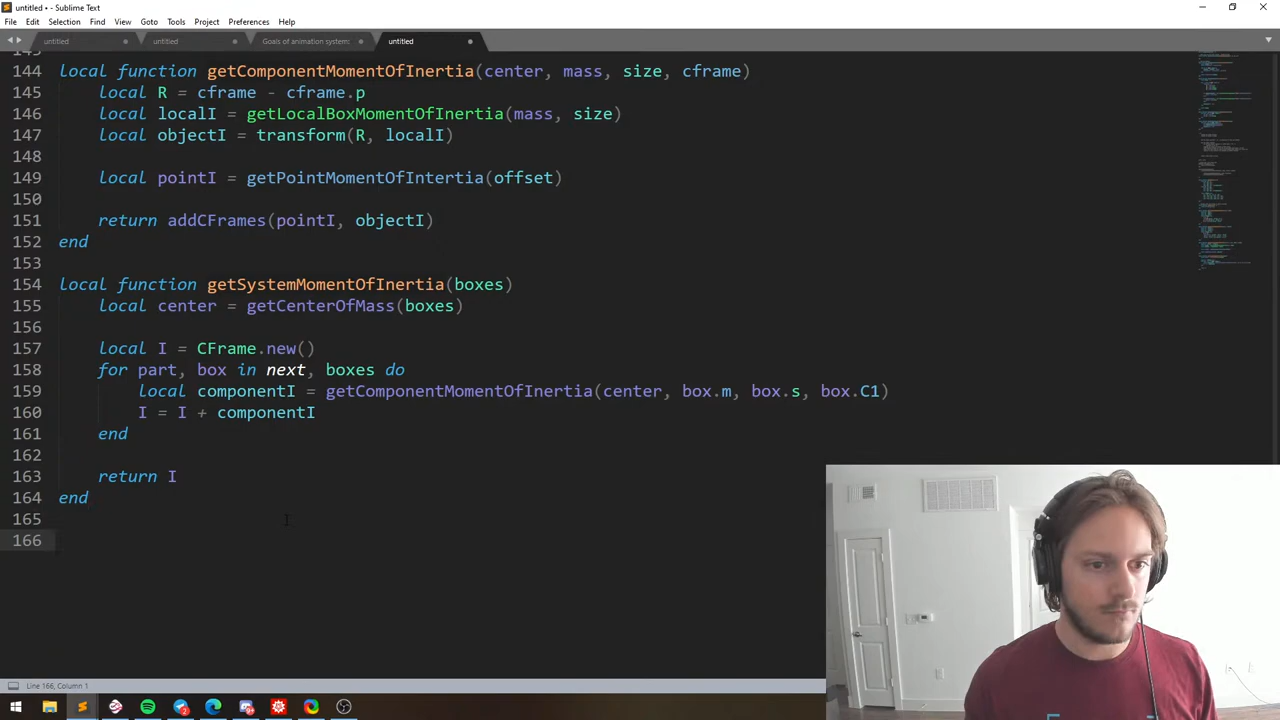 untitled • - Sublime Text
File Edit Selection Find View Goto Tools Project Preferences Help
untitled untitled Goals of animation system: untitled
144 local function getComponentMomentOfInertia(center, mass, size, cframe)
145 local R = cframe - cframe.p
146 local localI = getLocalBoxMomentOfInertia(mass, size)
147 local objectI = transform(R, localI)
148
149 local pointI = getPointMomentOfIntertia(offset)
150
151 return addCFrames(pointI, objectI)
152 end
153
154 local function getSystemMomentOfInertia(boxes)
155 local center = getCenterOfMass(boxes)
156
157 local I = CFrame.new()
158 for part, box in next, boxes do
159 local componentI = getComponentMomentOfInertia(center, box.m, box.s, box.C1)
160 I = I + componentI
161 end
162
163 return I
164 end
165
166
Line 166, Column 1